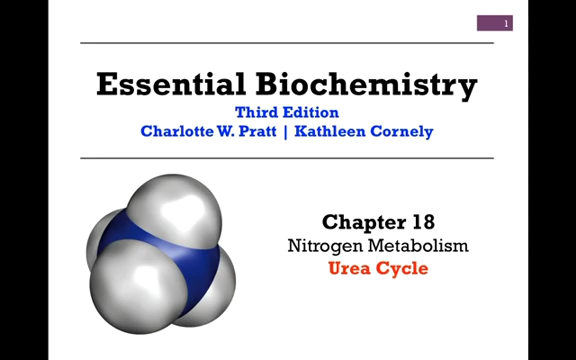 1
Essential Biochemistry
Third Edition
Charlotte W. Pratt | Kathleen Cornely
Chapter 18
Nitrogen Metabolism
Urea Cycle